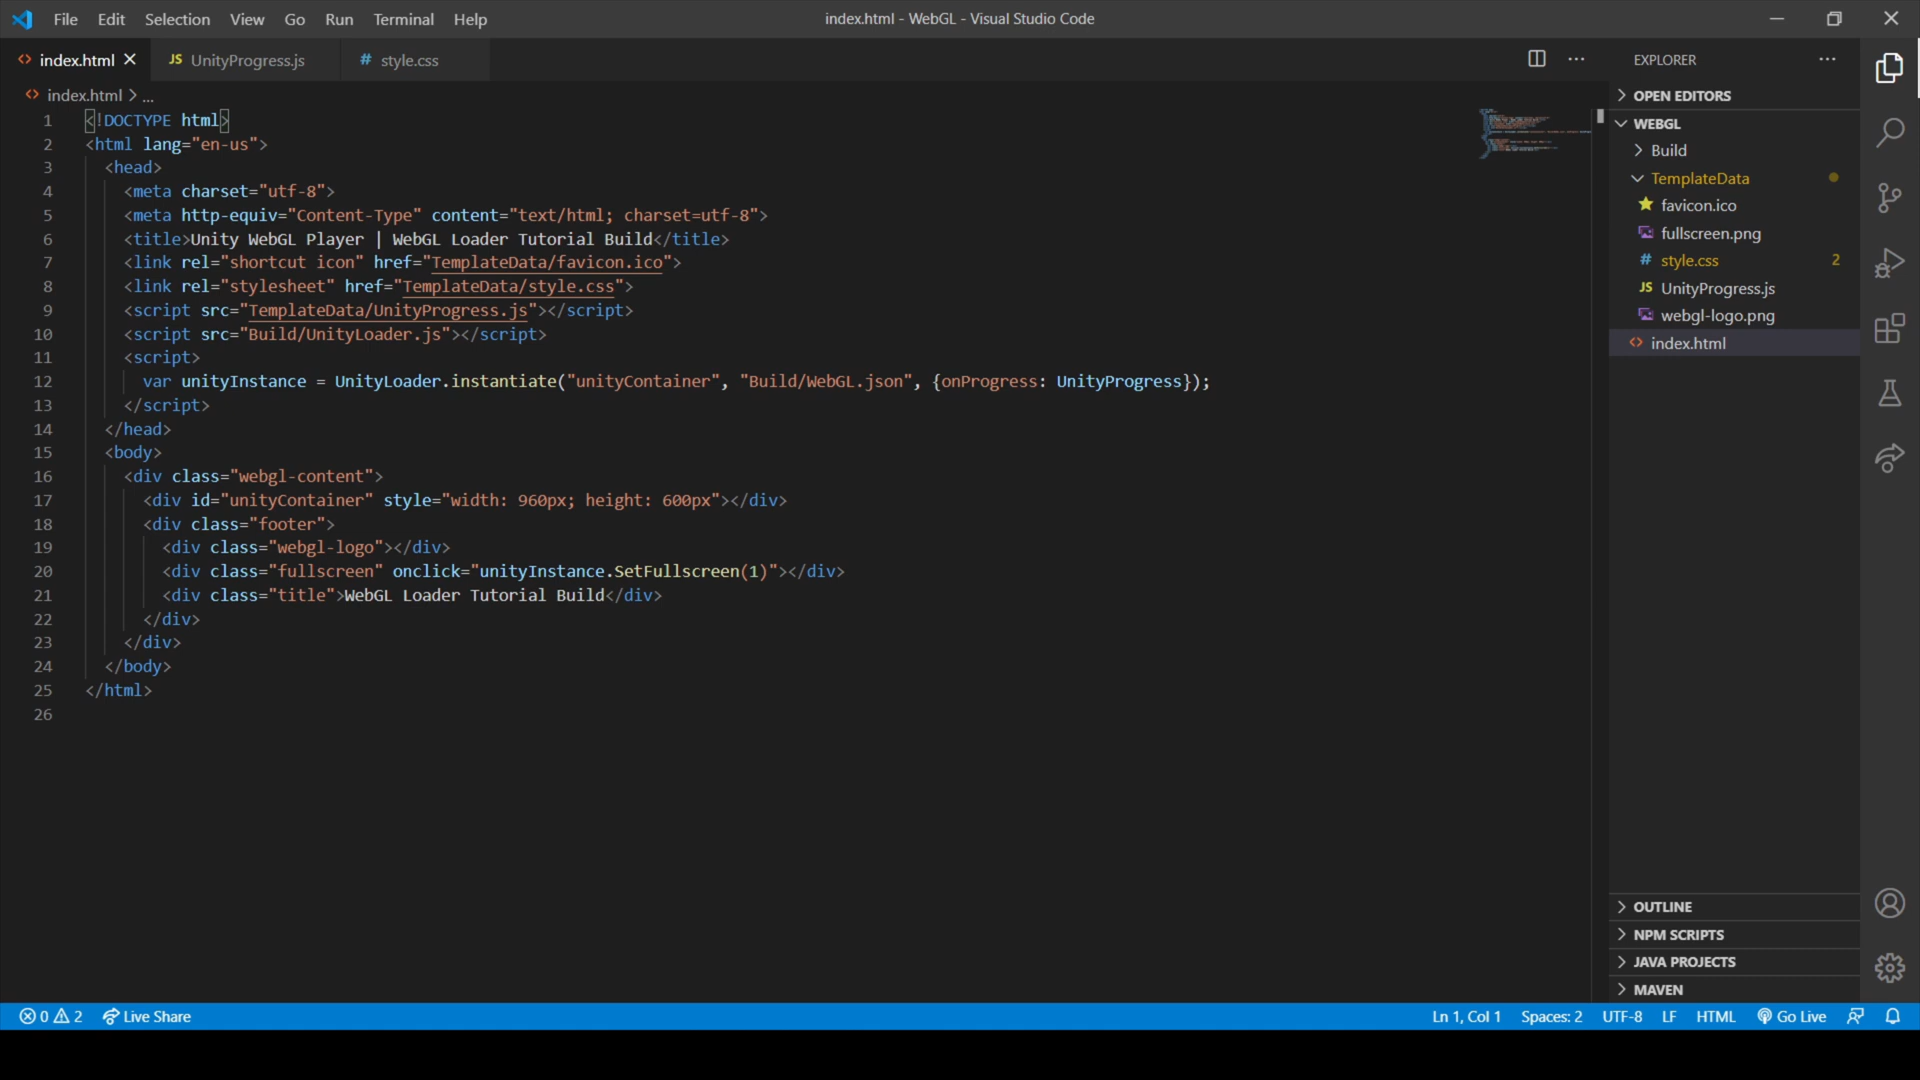 File Edit Selection View Go Run Terminal Help
index.html - WebGL - Visual Studio Code
index.html
JS UnityProgress.js
# style.css
index.html > ...
1 <!DOCTYPE html>
2 <html lang="en-us">
3 <head>
4 <meta charset="utf-8">
5 <meta http-equiv="Content-Type" content="text/html; charset=utf-8">
6 <title>Unity WebGL Player | WebGL Loader Tutorial Build</title>
7 <link rel="shortcut icon" href="TemplateData/favicon.ico">
8 <link rel="stylesheet" href="TemplateData/style.css">
9 <script src="TemplateData/UnityProgress.js"></script>
10 <script src="Build/UnityLoader.js"></script>
11 <script>
12 var unityInstance = UnityLoader.instantiate("unityContainer", "Build/WebGL.json", {onProgress: UnityProgress});
13 </script>
14 </head>
15 <body>
16 <div class="webgl-content">
17 <div id="unityContainer" style="width: 960px; height: 600px"></div>
18 <div class="footer">
19 <div class="webgl-logo"></div>
20 <div class="fullscreen" onclick="unityInstance.SetFullscreen(1)"></div>
21 <div class="title">WebGL Loader Tutorial Build</div>
22 </div>
23 </div>
24 </body>
25 </html>
26
EXPLORER
OPEN EDITORS
WEBGL
Build
TemplateData
favicon.ico
fullscreen.png
# style.css 2
JS UnityProgress.js
webgl-logo.png
index.html
OUTLINE
NPM SCRIPTS
JAVA PROJECTS
MAVEN
0 2 Live Share
Ln 1, Col 1 Spaces: 2 UTF-8 LF HTML Go Live